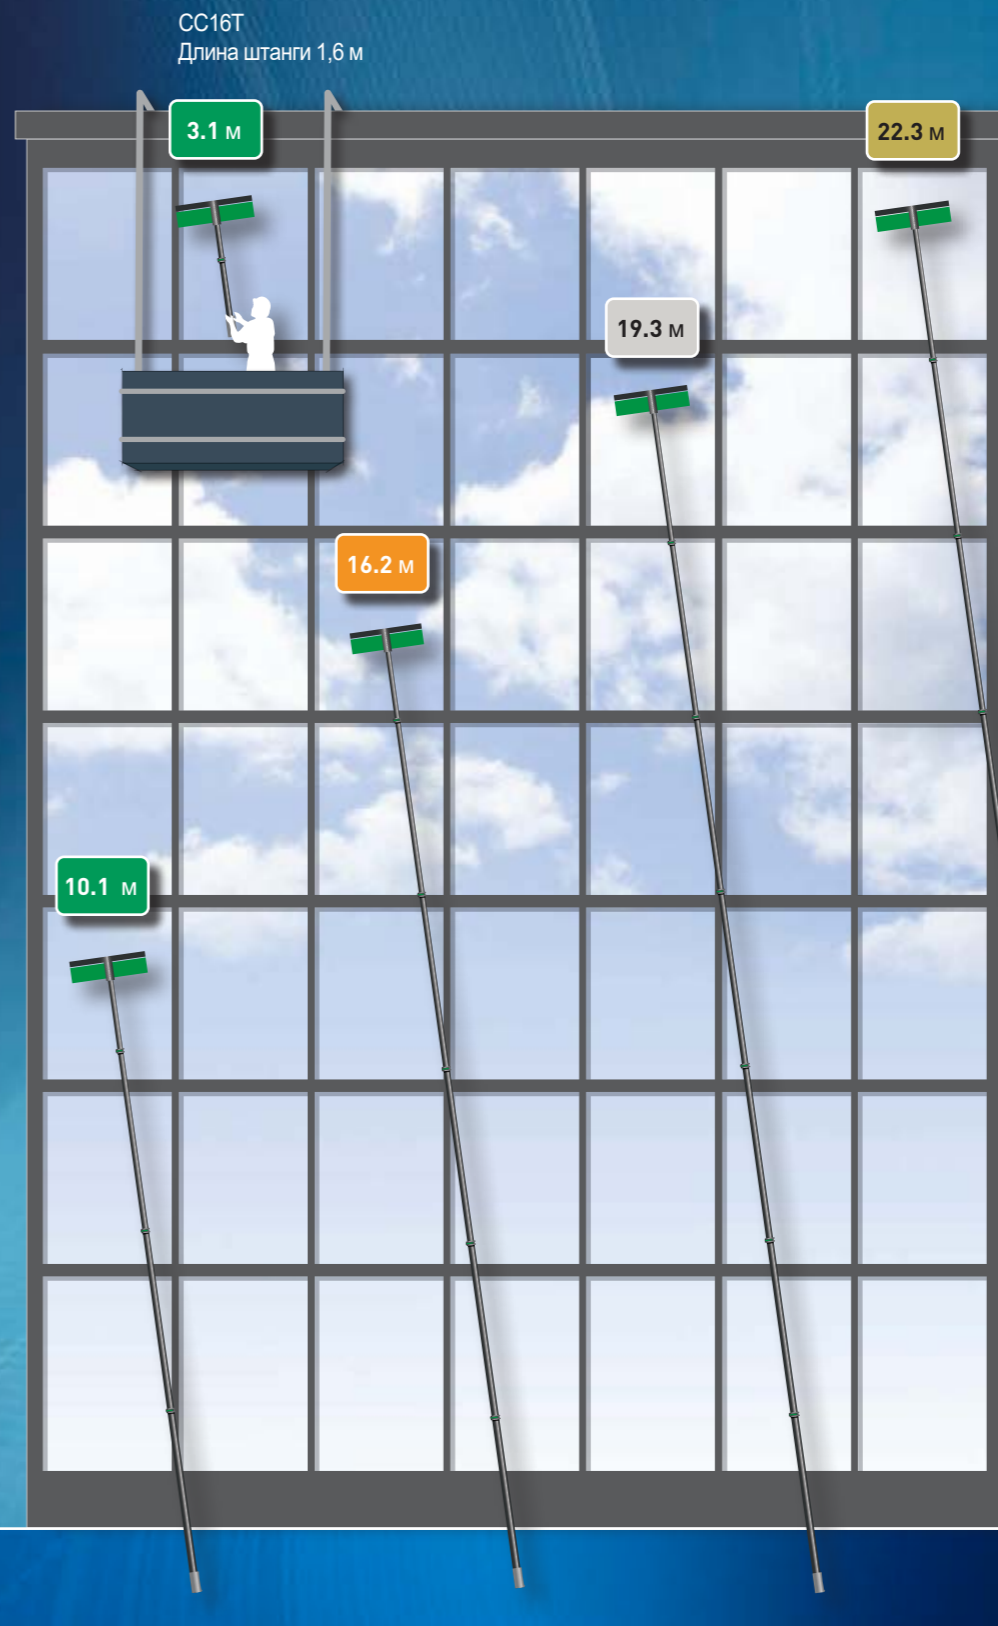 CC16T
Длина штанги 1,6 м
3.1 м
22.3 м
19.3 м
16.2 м
10.1 м